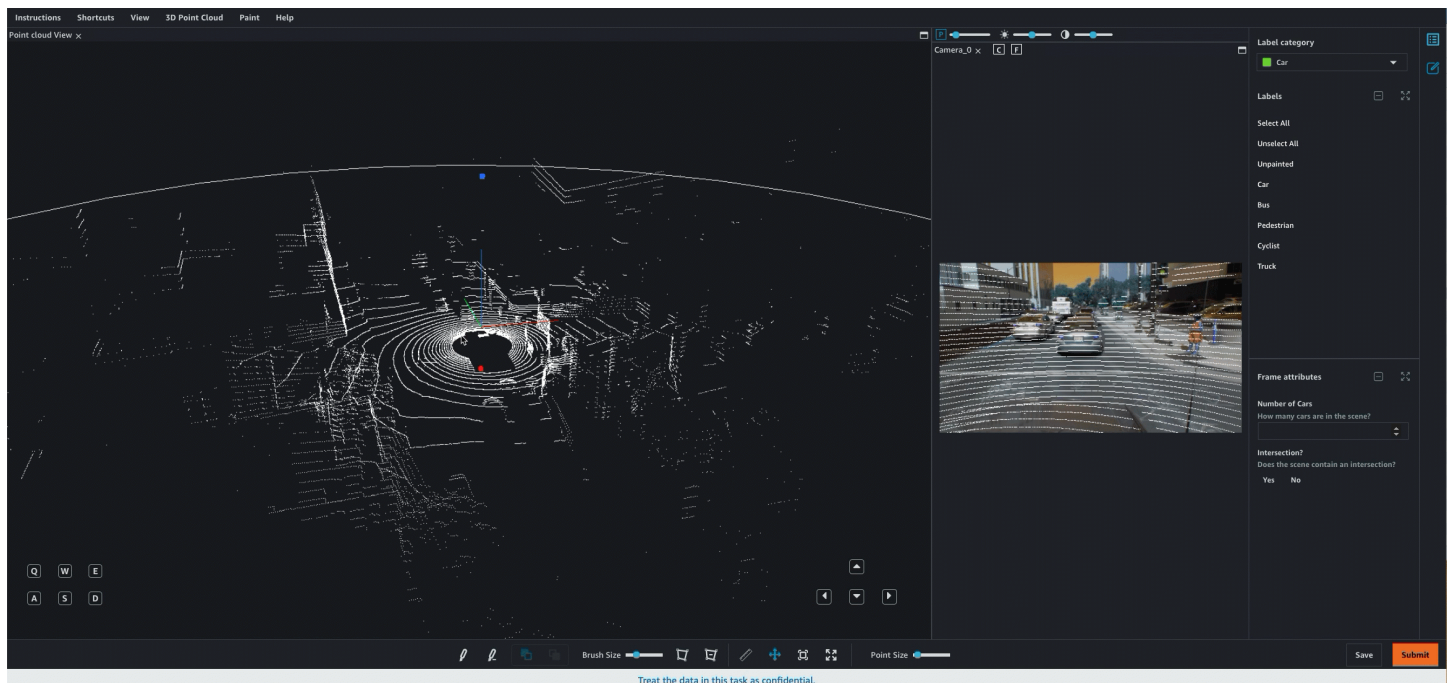 Instructions Shortcuts View 3D Point Cloud Paint Help
Point cloud View x
P
Camera_0 x C F
Label category
Car
Labels
Select All
Unselect All
Unpainted
Car
Bus
Pedestrian
Cyclist
Truck
Frame attributes
Number of Cars
How many cars are in the scene?
Intersection?
Does the scene contain an intersection?
Yes No
Q W E
A S D
Brush Size
Point Size
Save
Submit
Treat the data in this task as confidential.